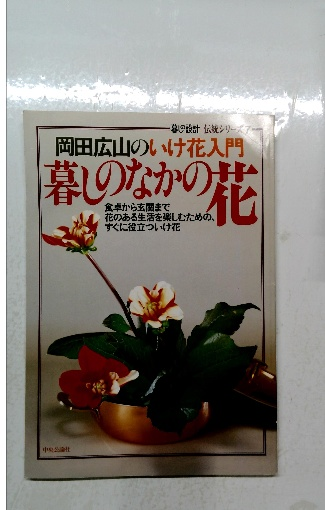 暮しの設計 伝統シリーズ7
岡田広山のいけ花入門
暮しのなかの花
食卓から玄関まで
花のある生活を楽しむための、
すぐに役立ついけ花
中央公論社